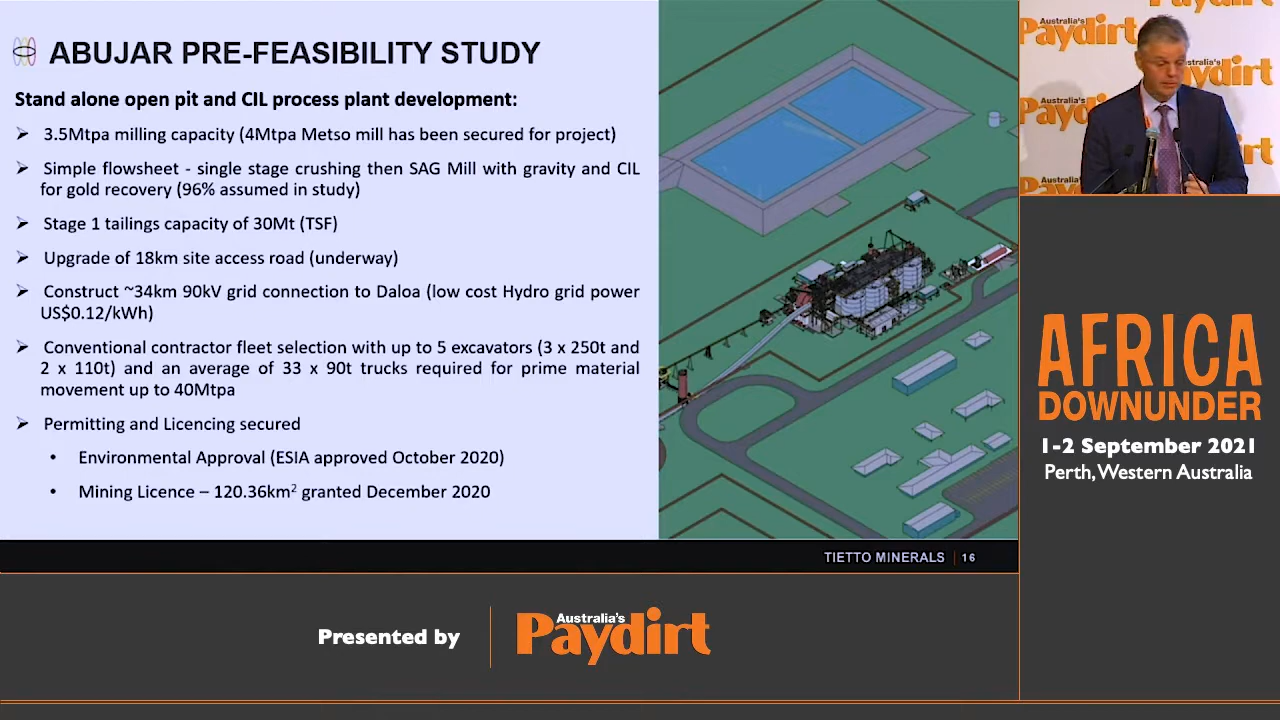 ABUJAR PRE-FEASIBILITY STUDY
Stand alone open pit and CIL process plant development:
➢ 3.5Mtpa milling capacity (4Mtpa Metso mill has been secured for project)
➢ Simple flowsheet - single stage crushing then SAG Mill with gravity and CIL
for gold recovery (96% assumed in study)
➢ Stage 1 tailings capacity of 30Mt (TSF)
➢ Upgrade of 18km site access road (underway)
➢ Construct ~34km 90kV grid connection to Daloa (low cost Hydro grid power
US$0.12/kWh)
➢ Conventional contractor fleet selection with up to 5 excavators (3 x 250t and
2 x 110t) and an average of 33 x 90t trucks required for prime material
movement up to 40Mtpa
➢ Permitting and Licencing secured
• Environmental Approval (ESIA approved October 2020)
• Mining Licence – 120.36km² granted December 2020
TIETTO MINERALS | 16
Presented by
Australia's
Paydirt
Australia's
Paydirt
AFRICA
DOWNUNDER
1-2 September 2021
Perth, Western Australia